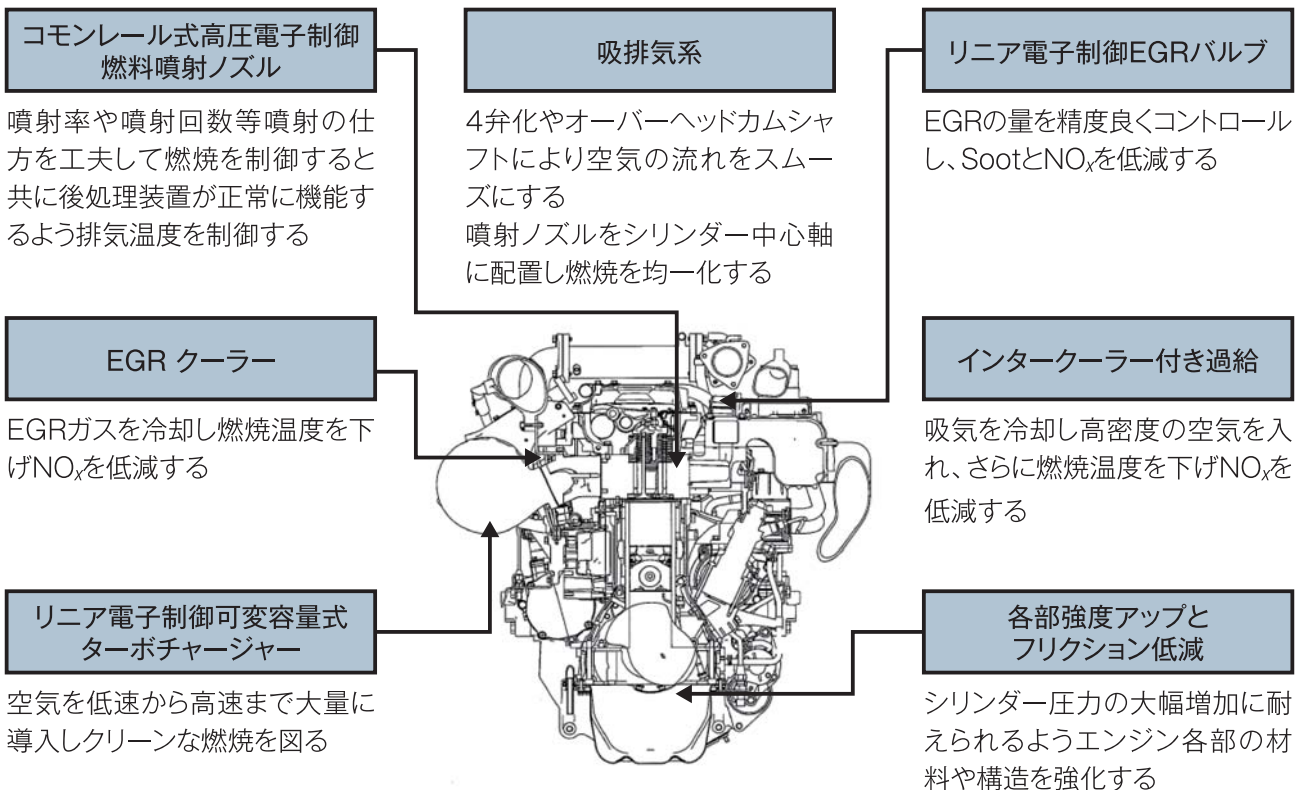 コモンレール式高圧電子制御
燃料噴射ノズル
噴射率や噴射回数等噴射の仕
方を工夫して燃焼を制御すると
共に後処理装置が正常に機能す
るよう排気温度を制御する
吸排気系
4弁化やオーバーヘッドカムシャ
フトにより空気の流れをスムー
ズにする
噴射ノズルをシリンダー中心軸
に配置し燃焼を均一化する
リニア電子制御EGRバルブ
EGRの量を精度良くコントロール
し、SootとNOxを低減する
EGR クーラー
EGRガスを冷却し燃焼温度を下
げNOxを低減する
インタークーラー付き過給
吸気を冷却し高密度の空気を入
れ、さらに燃焼温度を下げNOxを
低減する
リニア電子制御可変容量式
ターボチャージャー
空気を低速から高速まで大量に
導入しクリーンな燃焼を図る
各部強度アップと
フリクション低減
シリンダー圧力の大幅増加に耐
えられるようエンジン各部の材
料や構造を強化する